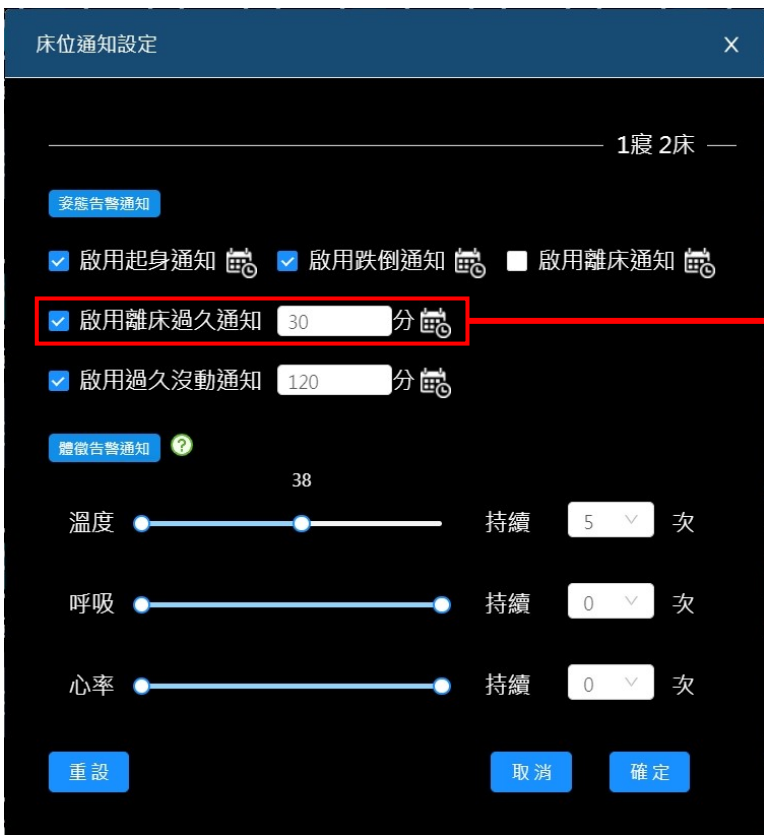 床位通知設定 X
1寢 2床
姿態告警通知
啟用起身通知 啟用跌倒通知 啟用離床通知
啟用離床過久通知 30 分
啟用過久沒動通知 120 分
體徵告警通知 ?
38
溫度 持續 5 次
呼吸 持續 0 次
心率 持續 0 次
重設 取消 確定